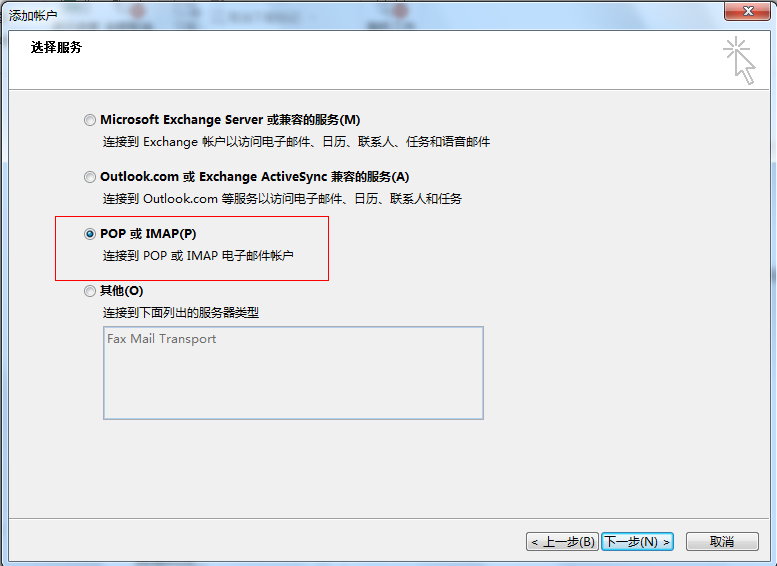 添加帐户
选择服务
Microsoft Exchange Server 或兼容的服务(M)
连接到 Exchange 帐户以访问电子邮件、日历、联系人、任务和语音邮件
Outlook.com 或 Exchange ActiveSync 兼容的服务(A)
连接到 Outlook.com 等服务以访问电子邮件、日历、联系人和任务
POP 或 IMAP(P)
连接到 POP 或 IMAP 电子邮件帐户
其他(O)
连接到下面列出的服务器类型
Fax Mail Transport
< 上一步(B) 下一步(N) > 取消